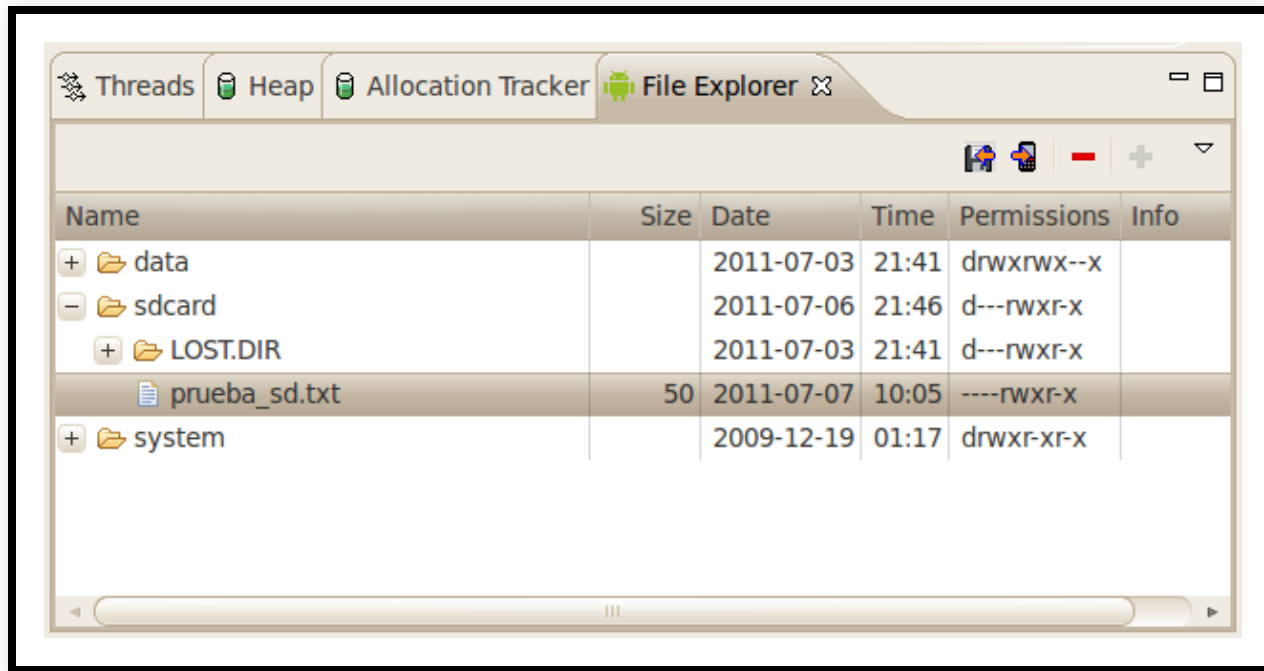 Threads Heap Allocation Tracker File Explorer
Name Size Date Time Permissions Info
data 2011-07-03 21:41 drwxrwx--x
sdcard 2011-07-06 21:46 d---rwxr-x
LOST.DIR 2011-07-03 21:41 d---rwxr-x
prueba_sd.txt 50 2011-07-07 10:05 ----rwxr-x
system 2009-12-19 01:17 drwxr-xr-x